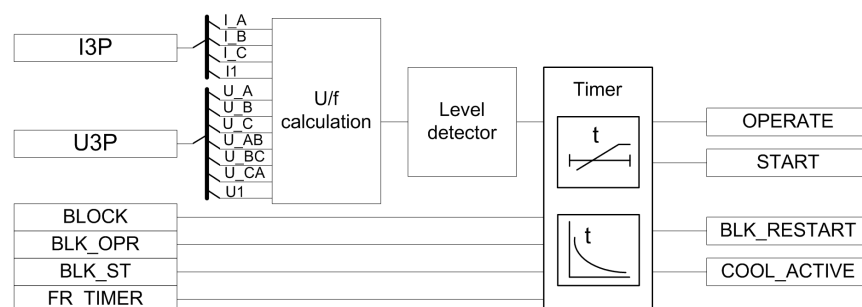 I3P
I_A
I_B
I_C
I1
U3P
U_A
U_B
U_C
U_AB
U_BC
U_CA
U1
U/f
calculation
Level
detector
Timer
t
t
OPERATE
START
BLK_RESTART
COOL_ACTIVE
BLOCK
BLK_OPR
BLK_ST
FR_TIMER